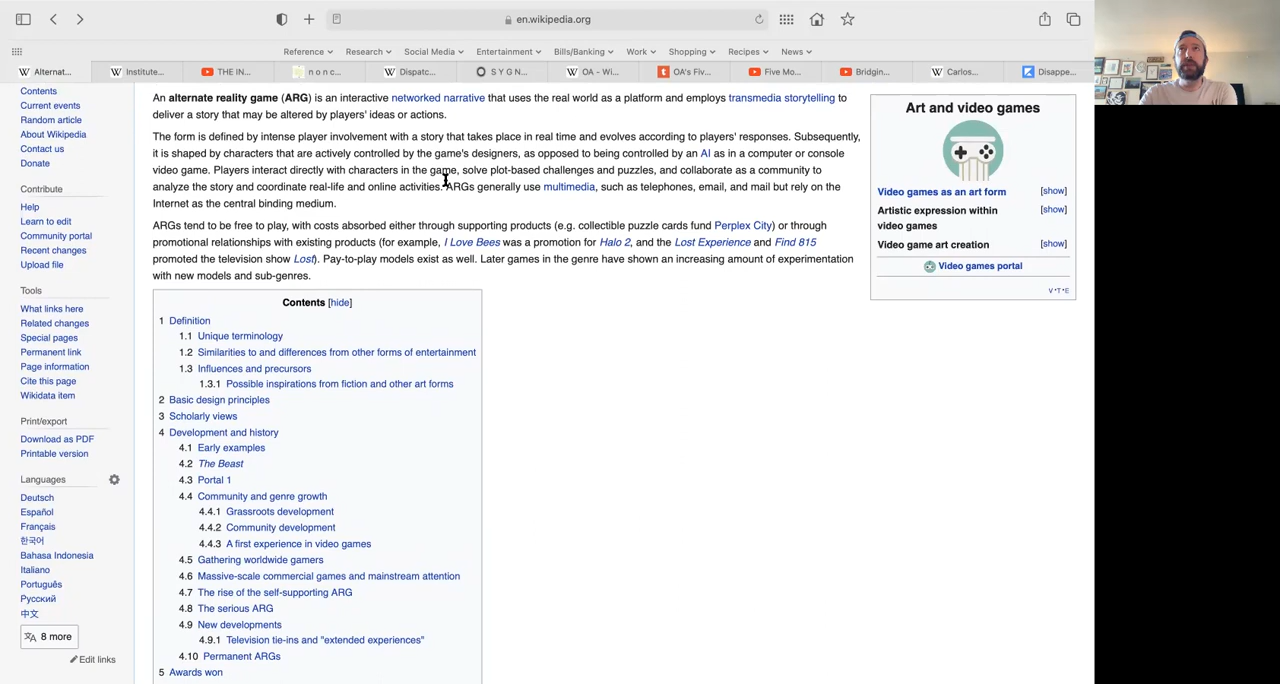 en.wikipedia.org
Reference Research Social Media Entertainment Bills/Banking Work Shopping Recipes News
Alternat... Institute... THE IN... n o n c... Dispatc... S Y G N... OA - Wi... OA's Fiv... Five Mo... Bridgin... Carlos... Disappe...
Contents
Current events
Random article
About Wikipedia
Contact us
Donate
Contribute
Help
Learn to edit
Community portal
Recent changes
Upload file
Tools
What links here
Related changes
Special pages
Permanent link
Page information
Cite this page
Wikidata item
Print/export
Download as PDF
Printable version
Languages
Deutsch
Español
Français
한국어
Bahasa Indonesia
Italiano
Português
Русский
中文
8 more
Edit links
An alternate reality game (ARG) is an interactive networked narrative that uses the real world as a platform and employs transmedia storytelling to
deliver a story that may be altered by players' ideas or actions.
The form is defined by intense player involvement with a story that takes place in real time and evolves according to players' responses. Subsequently,
it is shaped by characters that are actively controlled by the game's designers, as opposed to being controlled by an AI as in a computer or console
video game. Players interact directly with characters in the game, solve plot-based challenges and puzzles, and collaborate as a community to
analyze the story and coordinate real-life and online activities. ARGs generally use multimedia, such as telephones, email, and mail but rely on the
Internet as the central binding medium.
ARGs tend to be free to play, with costs absorbed either through supporting products (e.g. collectible puzzle cards fund Perplex City) or through
promotional relationships with existing products (for example, I Love Bees was a promotion for Halo 2, and the Lost Experience and Find 815
promoted the television show Lost). Pay-to-play models exist as well. Later games in the genre have shown an increasing amount of experimentation
with new models and sub-genres.
Contents [hide]
1 Definition
1.1 Unique terminology
1.2 Similarities to and differences from other forms of entertainment
1.3 Influences and precursors
1.3.1 Possible inspirations from fiction and other art forms
2 Basic design principles
3 Scholarly views
4 Development and history
4.1 Early examples
4.2 The Beast
4.3 Portal 1
4.4 Community and genre growth
4.4.1 Grassroots development
4.4.2 Community development
4.4.3 A first experience in video games
4.5 Gathering worldwide gamers
4.6 Massive-scale commercial games and mainstream attention
4.7 The rise of the self-supporting ARG
4.8 The serious ARG
4.9 New developments
4.9.1 Television tie-ins and "extended experiences"
4.10 Permanent ARGs
5 Awards won
Art and video games
Video games as an art form [show]
Artistic expression within [show]
video games
Video game art creation [show]
Video games portal
V·T·E